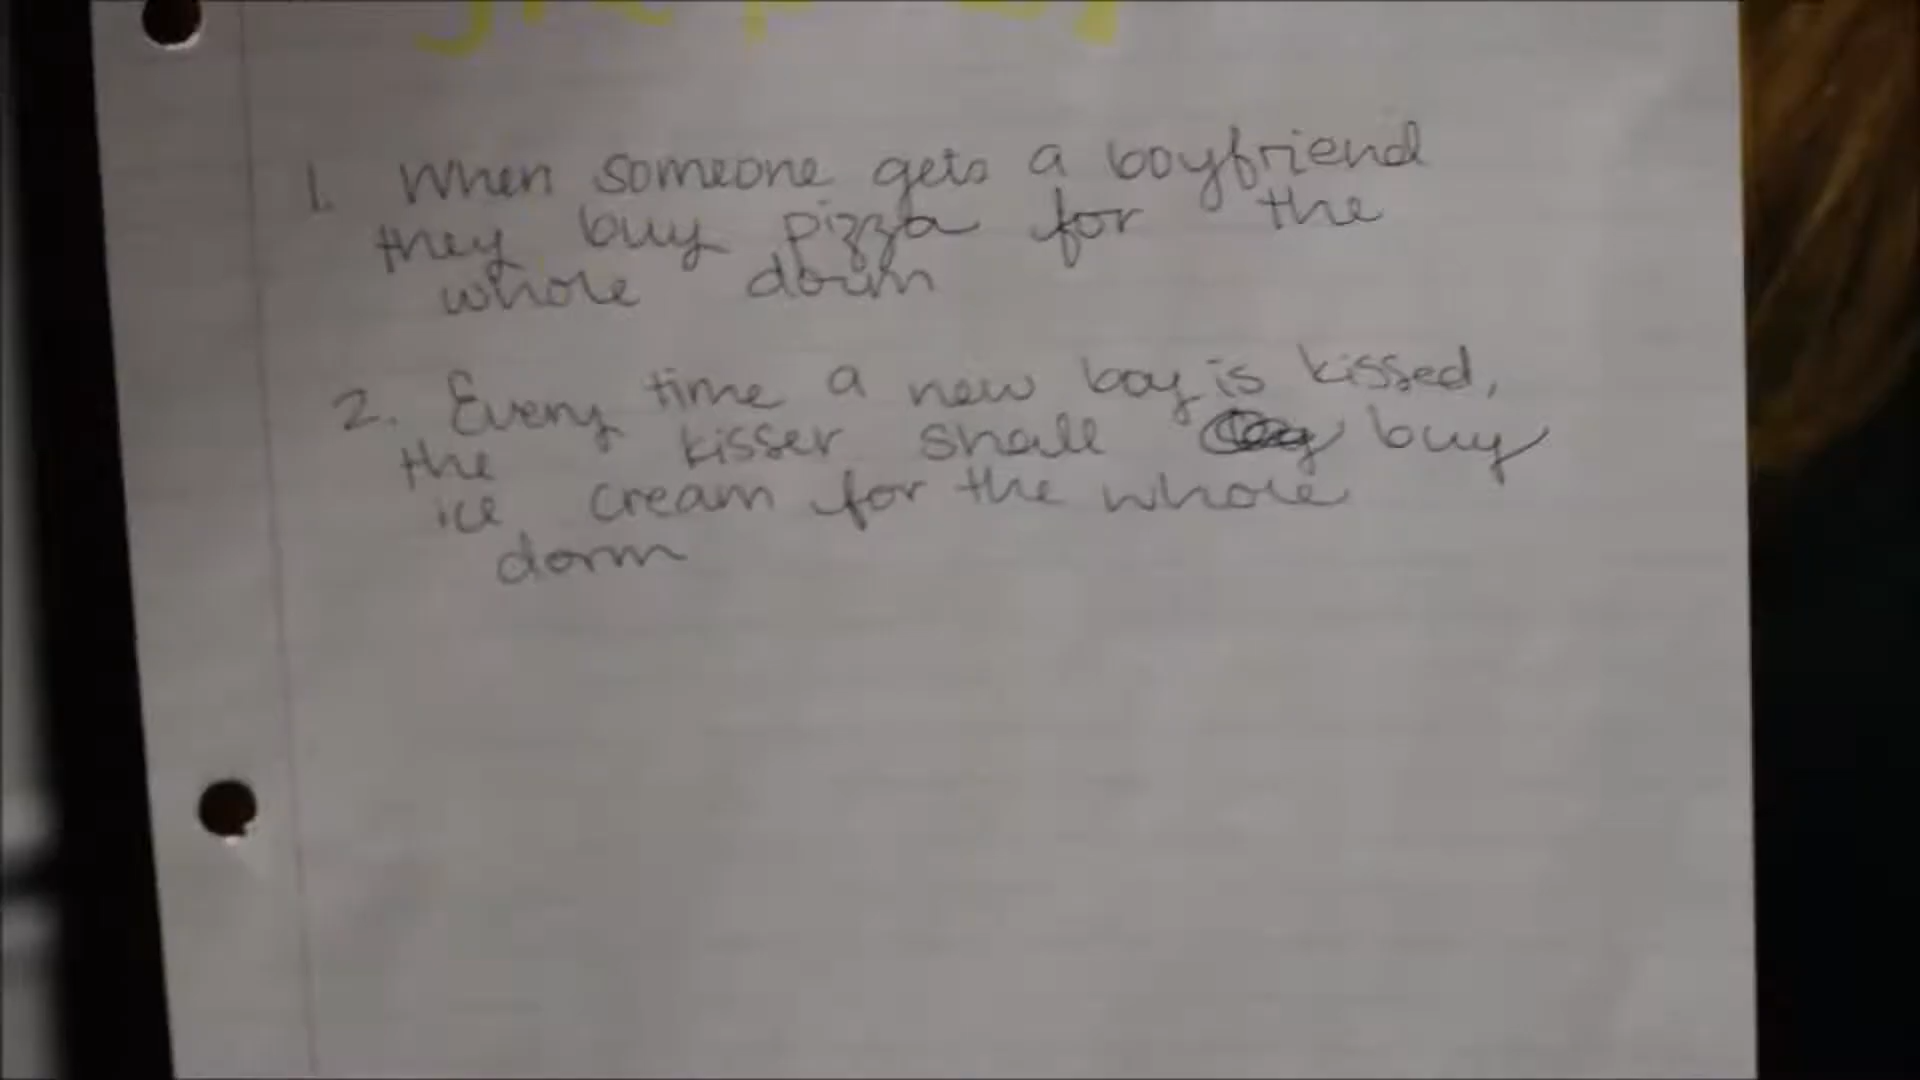 1. When someone gets a boyfriend
they buy pizza for the
whole dorm
2. Every time a new boy is kissed,
the kisser shall buy
ice cream for the whole
dorm